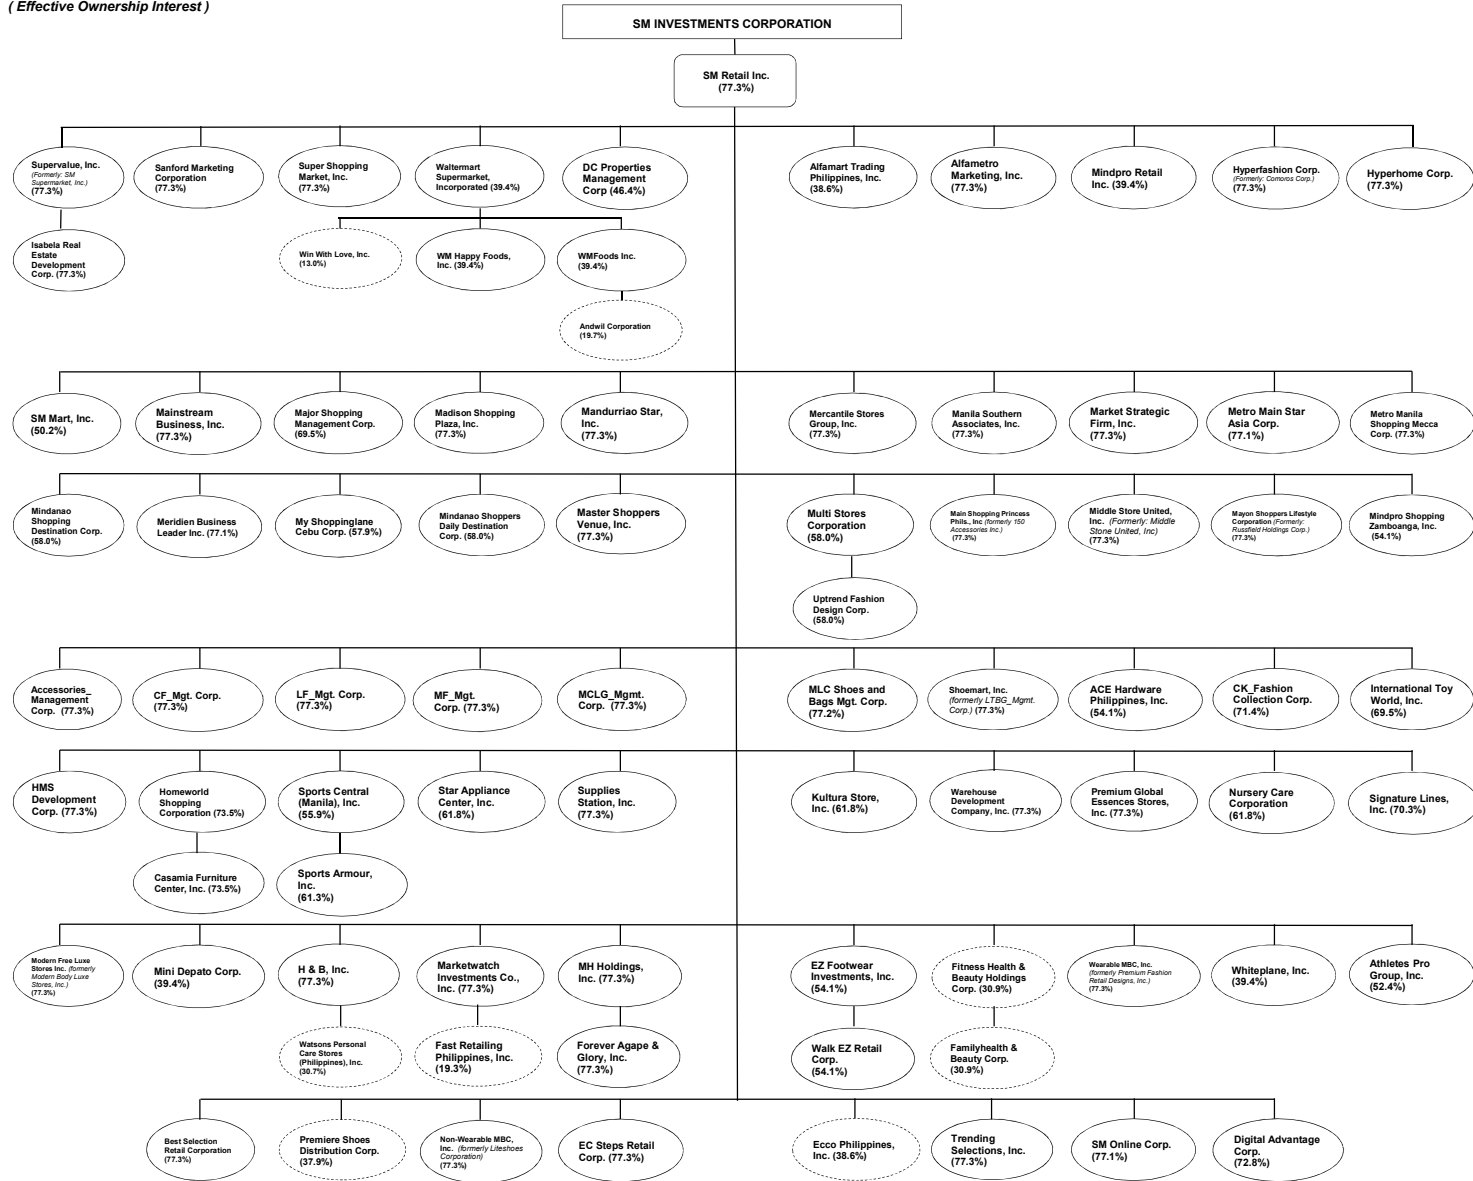 ( Effective Ownership Interest )
SM INVESTMENTS CORPORATION
SM Retail Inc.
(77.3%)
Supervalue, Inc.
(Formerly: SM
Supermarket, Inc.)
(77.3%)
Sanford Marketing
Corporation
(77.3%)
Super Shopping
Market, Inc.
(77.3%)
Waltermart
Supermarket,
Incorporated (39.4%)
DC Properties
Management
Corp (46.4%)
Alfamart Trading
Philippines, Inc.
(38.6%)
Alfametro
Marketing, Inc.
(77.3%)
Mindpro Retail
Inc. (39.4%)
Hyperfashion Corp.
(Formerly: Comoros Corp.)
(77.3%)
Hyperhome Corp.
(77.3%)
Isabela Real
Estate
Development
Corp. (77.3%)
Win With Love, Inc.
(13.0%)
WM Happy Foods,
Inc. (39.4%)
WMFoods Inc.
(39.4%)
Andwil Corporation
(19.7%)
SM Mart, Inc.
(50.2%)
Mainstream
Business, Inc.
(77.3%)
Major Shopping
Management Corp.
(69.5%)
Madison Shopping
Plaza, Inc.
(77.3%)
Mandurriao Star,
Inc.
(77.3%)
Mercantile Stores
Group, Inc.
(77.3%)
Manila Southern
Associates, Inc.
(77.3%)
Market Strategic
Firm, Inc.
(77.3%)
Metro Main Star
Asia Corp.
(77.1%)
Metro Manila
Shopping Mecca
Corp. (77.3%)
Mindanao
Shopping
Destination Corp.
(58.0%)
Meridien Business
Leader Inc. (77.1%)
My Shoppinglane
Cebu Corp. (57.9%)
Mindanao Shoppers
Daily Destination
Corp. (58.0%)
Master Shoppers
Venue, Inc.
(77.3%)
Multi Stores
Corporation
(58.0%)
Main Shopping Princess
Phils., Inc (formerly 150
Accessories Inc.)
(77.3%)
Middle Store United,
Inc. (Formerly: Middle
Stone United, Inc)
(77.3%)
Mayon Shoppers Lifestyle
Corporation (Formerly:
Russfield Holdings Corp.)
(77.3%)
Mindpro Shopping
Zamboanga, Inc.
(54.1%)
Uptrend Fashion
Design Corp.
(58.0%)
Accessories_
Management
Corp. (77.3%)
CF_Mgt. Corp.
(77.3%)
LF_Mgt. Corp.
(77.3%)
MF_Mgt.
Corp. (77.3%)
MCLG_Mgmt.
Corp. (77.3%)
MLC Shoes and
Bags Mgt. Corp.
(77.2%)
Shoemart, Inc.
(formerly LTBG_Mgmt.
Corp.) (77.3%)
ACE Hardware
Philippines, Inc.
(54.1%)
CK_Fashion
Collection Corp.
(71.4%)
International Toy
World, Inc.
(69.5%)
HMS
Development
Corp. (77.3%)
Homeworld
Shopping
Corporation (73.5%)
Sports Central
(Manila), Inc.
(55.9%)
Star Appliance
Center, Inc.
(61.8%)
Supplies
Station, Inc.
(77.3%)
Kultura Store,
Inc. (61.8%)
Warehouse
Development
Company, Inc. (77.3%)
Premium Global
Essences Stores,
Inc. (77.3%)
Nursery Care
Corporation
(61.8%)
Signature Lines,
Inc. (70.3%)
Casamia Furniture
Center, Inc. (73.5%)
Sports Armour,
Inc.
(61.3%)
Modern Free Luxe
Stores Inc. (formerly
Modern Body Luxe
Stores, Inc.)
(77.3%)
Mini Depato Corp.
(39.4%)
H & B, Inc.
(77.3%)
Marketwatch
Investments Co.,
Inc. (77.3%)
MH Holdings,
Inc. (77.3%)
EZ Footwear
Investments, Inc.
(54.1%)
Fitness Health &
Beauty Holdings
Corp. (30.9%)
Wearable MBC, Inc.
(formerly Premium Fashion
Retail Designs, Inc.)
(77.3%)
Whiteplane, Inc.
(39.4%)
Athletes Pro
Group, Inc.
(52.4%)
Watsons Personal
Care Stores
(Philippines), Inc.
(30.7%)
Fast Retailing
Philippines, Inc.
(19.3%)
Forever Agape &
Glory, Inc.
(77.3%)
Walk EZ Retail
Corp.
(54.1%)
Familyhealth &
Beauty Corp.
(30.9%)
Best Selection
Retail Corporation
(77.3%)
Premiere Shoes
Distribution Corp.
(37.9%)
Non-Wearable MBC,
Inc. (formerly Liteshoes
Corporation)
(77.3%)
EC Steps Retail
Corp. (77.3%)
Ecco Philippines,
Inc. (38.6%)
Trending
Selections, Inc.
(77.3%)
SM Online Corp.
(77.1%)
Digital Advantage
Corp.
(72.8%)